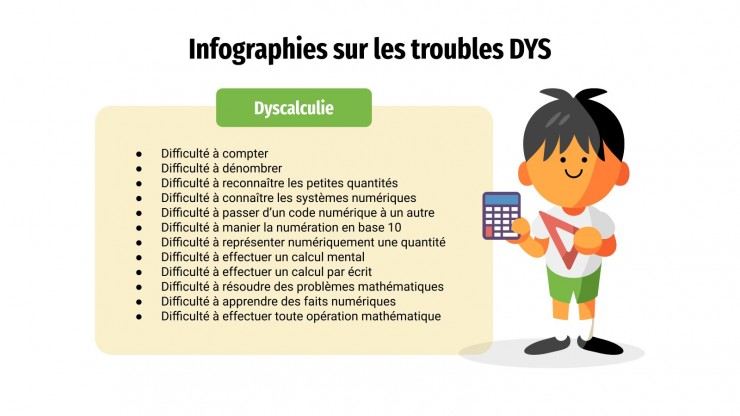 Infographies sur les troubles DYS
Dyscalculie
● Difficulté à compter
● Difficulté à dénombrer
● Difficulté à reconnaître les petites quantités
● Difficulté à connaître les systèmes numériques
● Difficulté à passer d’un code numérique à un autre
● Difficulté à manier la numération en base 10
● Difficulté à représenter numériquement une quantité
● Difficulté à effectuer un calcul mental
● Difficulté à effectuer un calcul par écrit
● Difficulté à résoudre des problèmes mathématiques
● Difficulté à apprendre des faits numériques
● Difficulté à effectuer toute opération mathématique